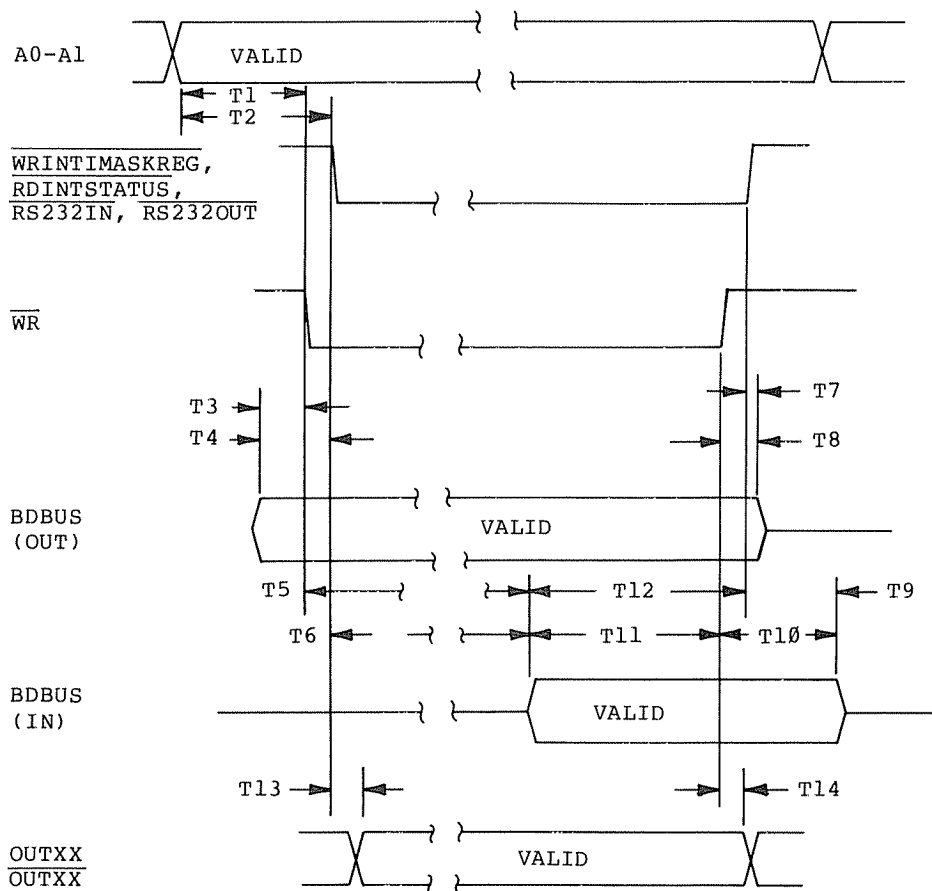 A0-A1
VALID
T1
T2
WRINTIMASKREG,
RDINTSTATUS,
RS232IN, RS232OUT
WR
T3
T7
T4
T8
BDBUS
(OUT)
VALID
T5
T12
T9
T6
T11
T10
BDBUS
(IN)
VALID
T13
T14
OUTXX
OUTXX
VALID